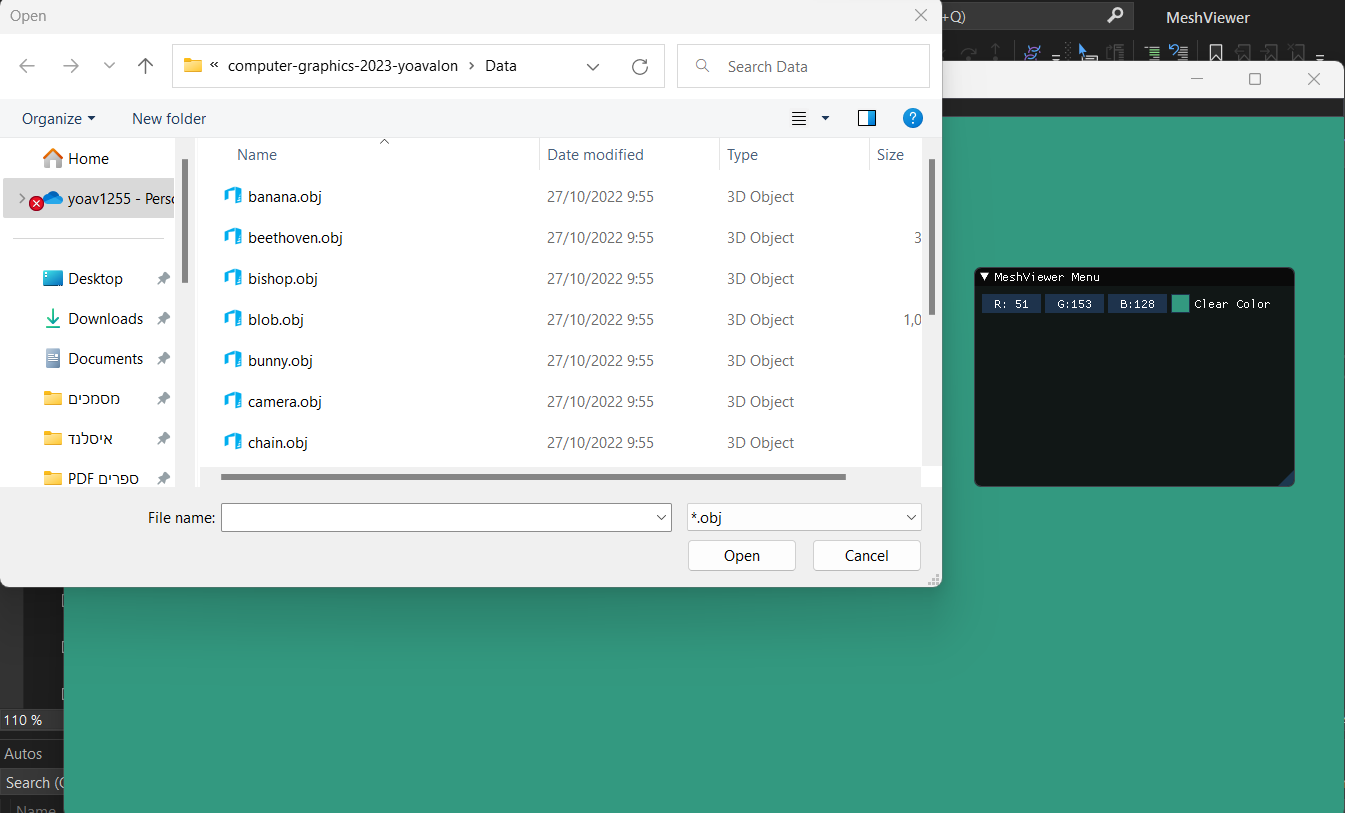 Open
+Q)
MeshViewer
« computer-graphics-2023-yoavalon > Data
Search Data
Organize
New folder
?
Home
yoav1255 - Perso
Desktop
Downloads
Documents
מסמכים
איסלנד
ספרים PDF
Name Date modified Type Size
banana.obj 27/10/2022 9:55 3D Object
beethoven.obj 27/10/2022 9:55 3D Object 3
bishop.obj 27/10/2022 9:55 3D Object
blob.obj 27/10/2022 9:55 3D Object 1,0
bunny.obj 27/10/2022 9:55 3D Object
camera.obj 27/10/2022 9:55 3D Object
chain.obj 27/10/2022 9:55 3D Object
File name:
*.obj
Open
Cancel
MeshViewer Menu
R: 51 G:153 B:128 Clear Color
110 %
Autos
Search (C
Name